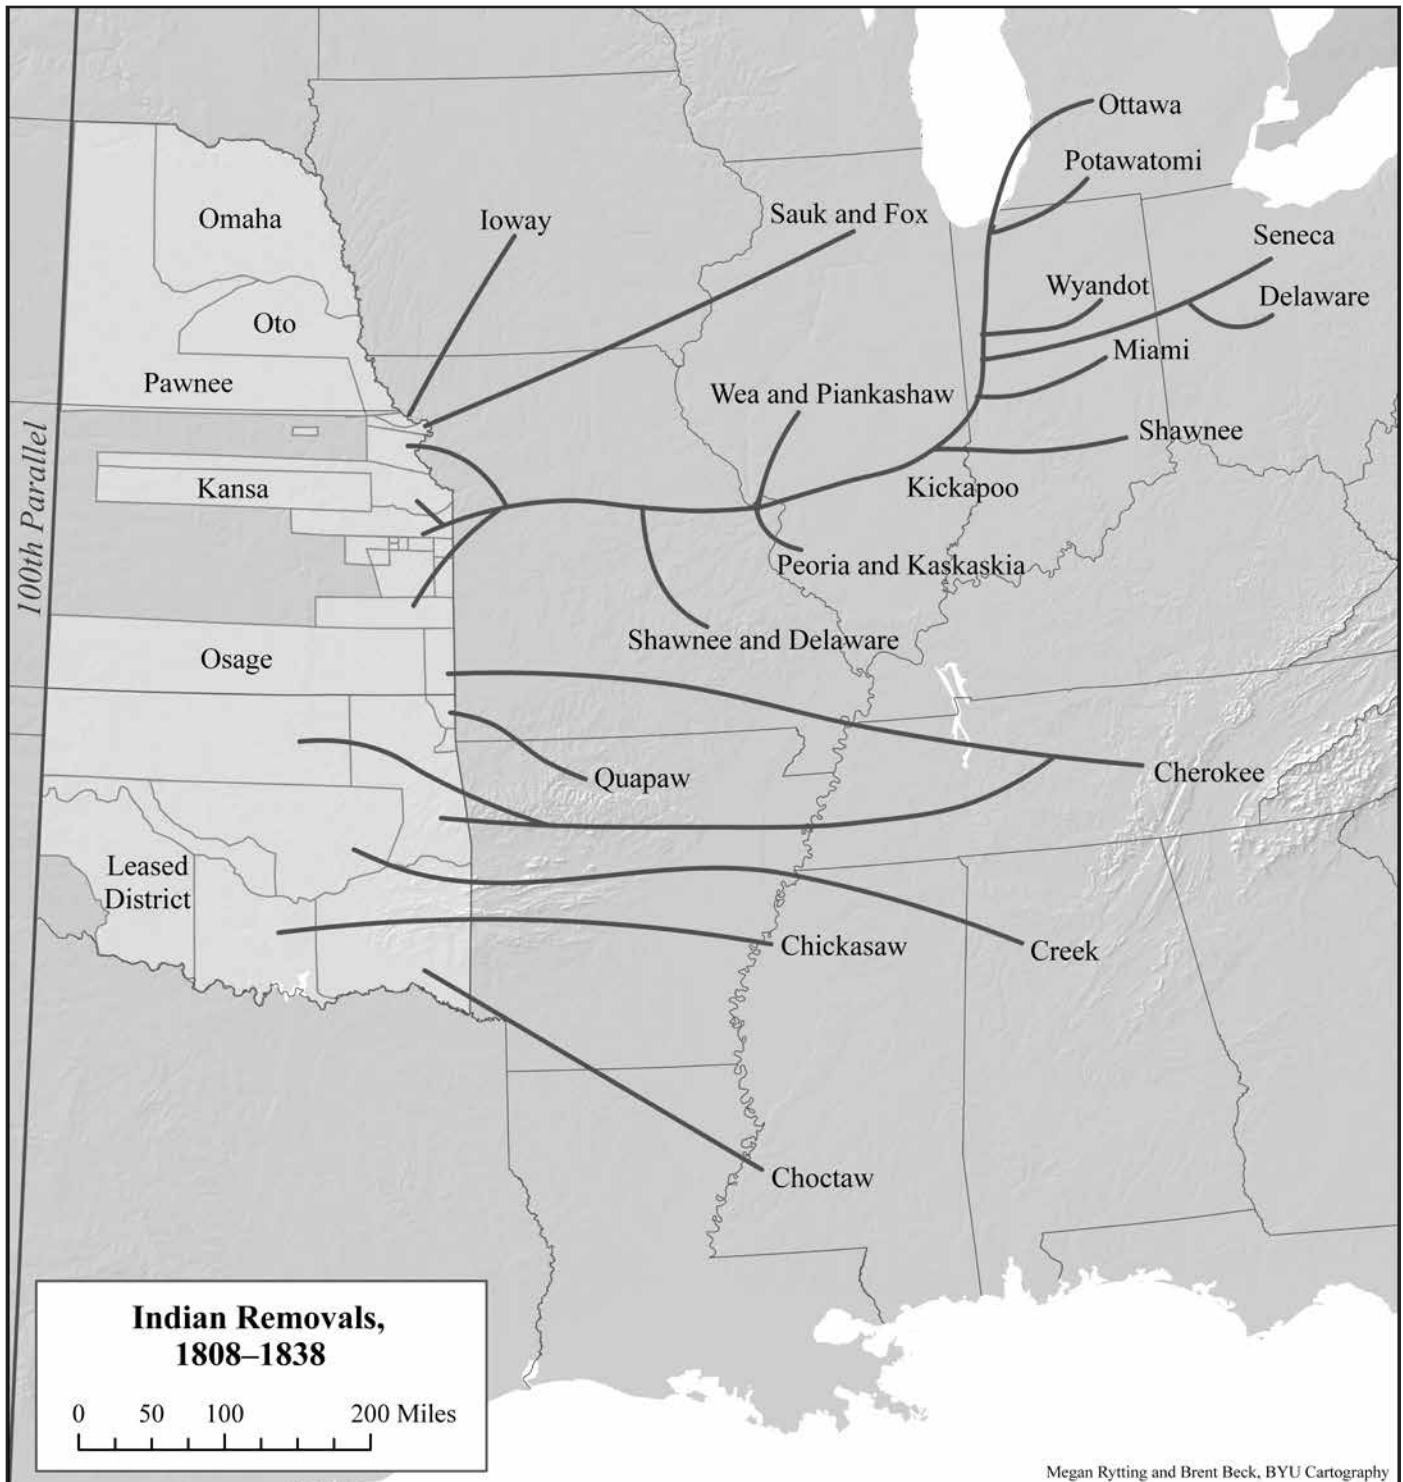 Ottawa
Potawatomi
Omaha
Ioway
Sauk and Fox
Seneca
Wyandot
Delaware
Oto
Miami
Pawnee
Wea and Piankashaw
Shawnee
100th Parallel
Kansa
Kickapoo
Peoria and Kaskaskia
Shawnee and Delaware
Osage
Quapaw
Cherokee
Leased
District
Chickasaw
Creek
Choctaw
Indian Removals,
1808–1838
0 50 100 200 Miles
Megan Rytting and Brent Beck, BYU Cartography